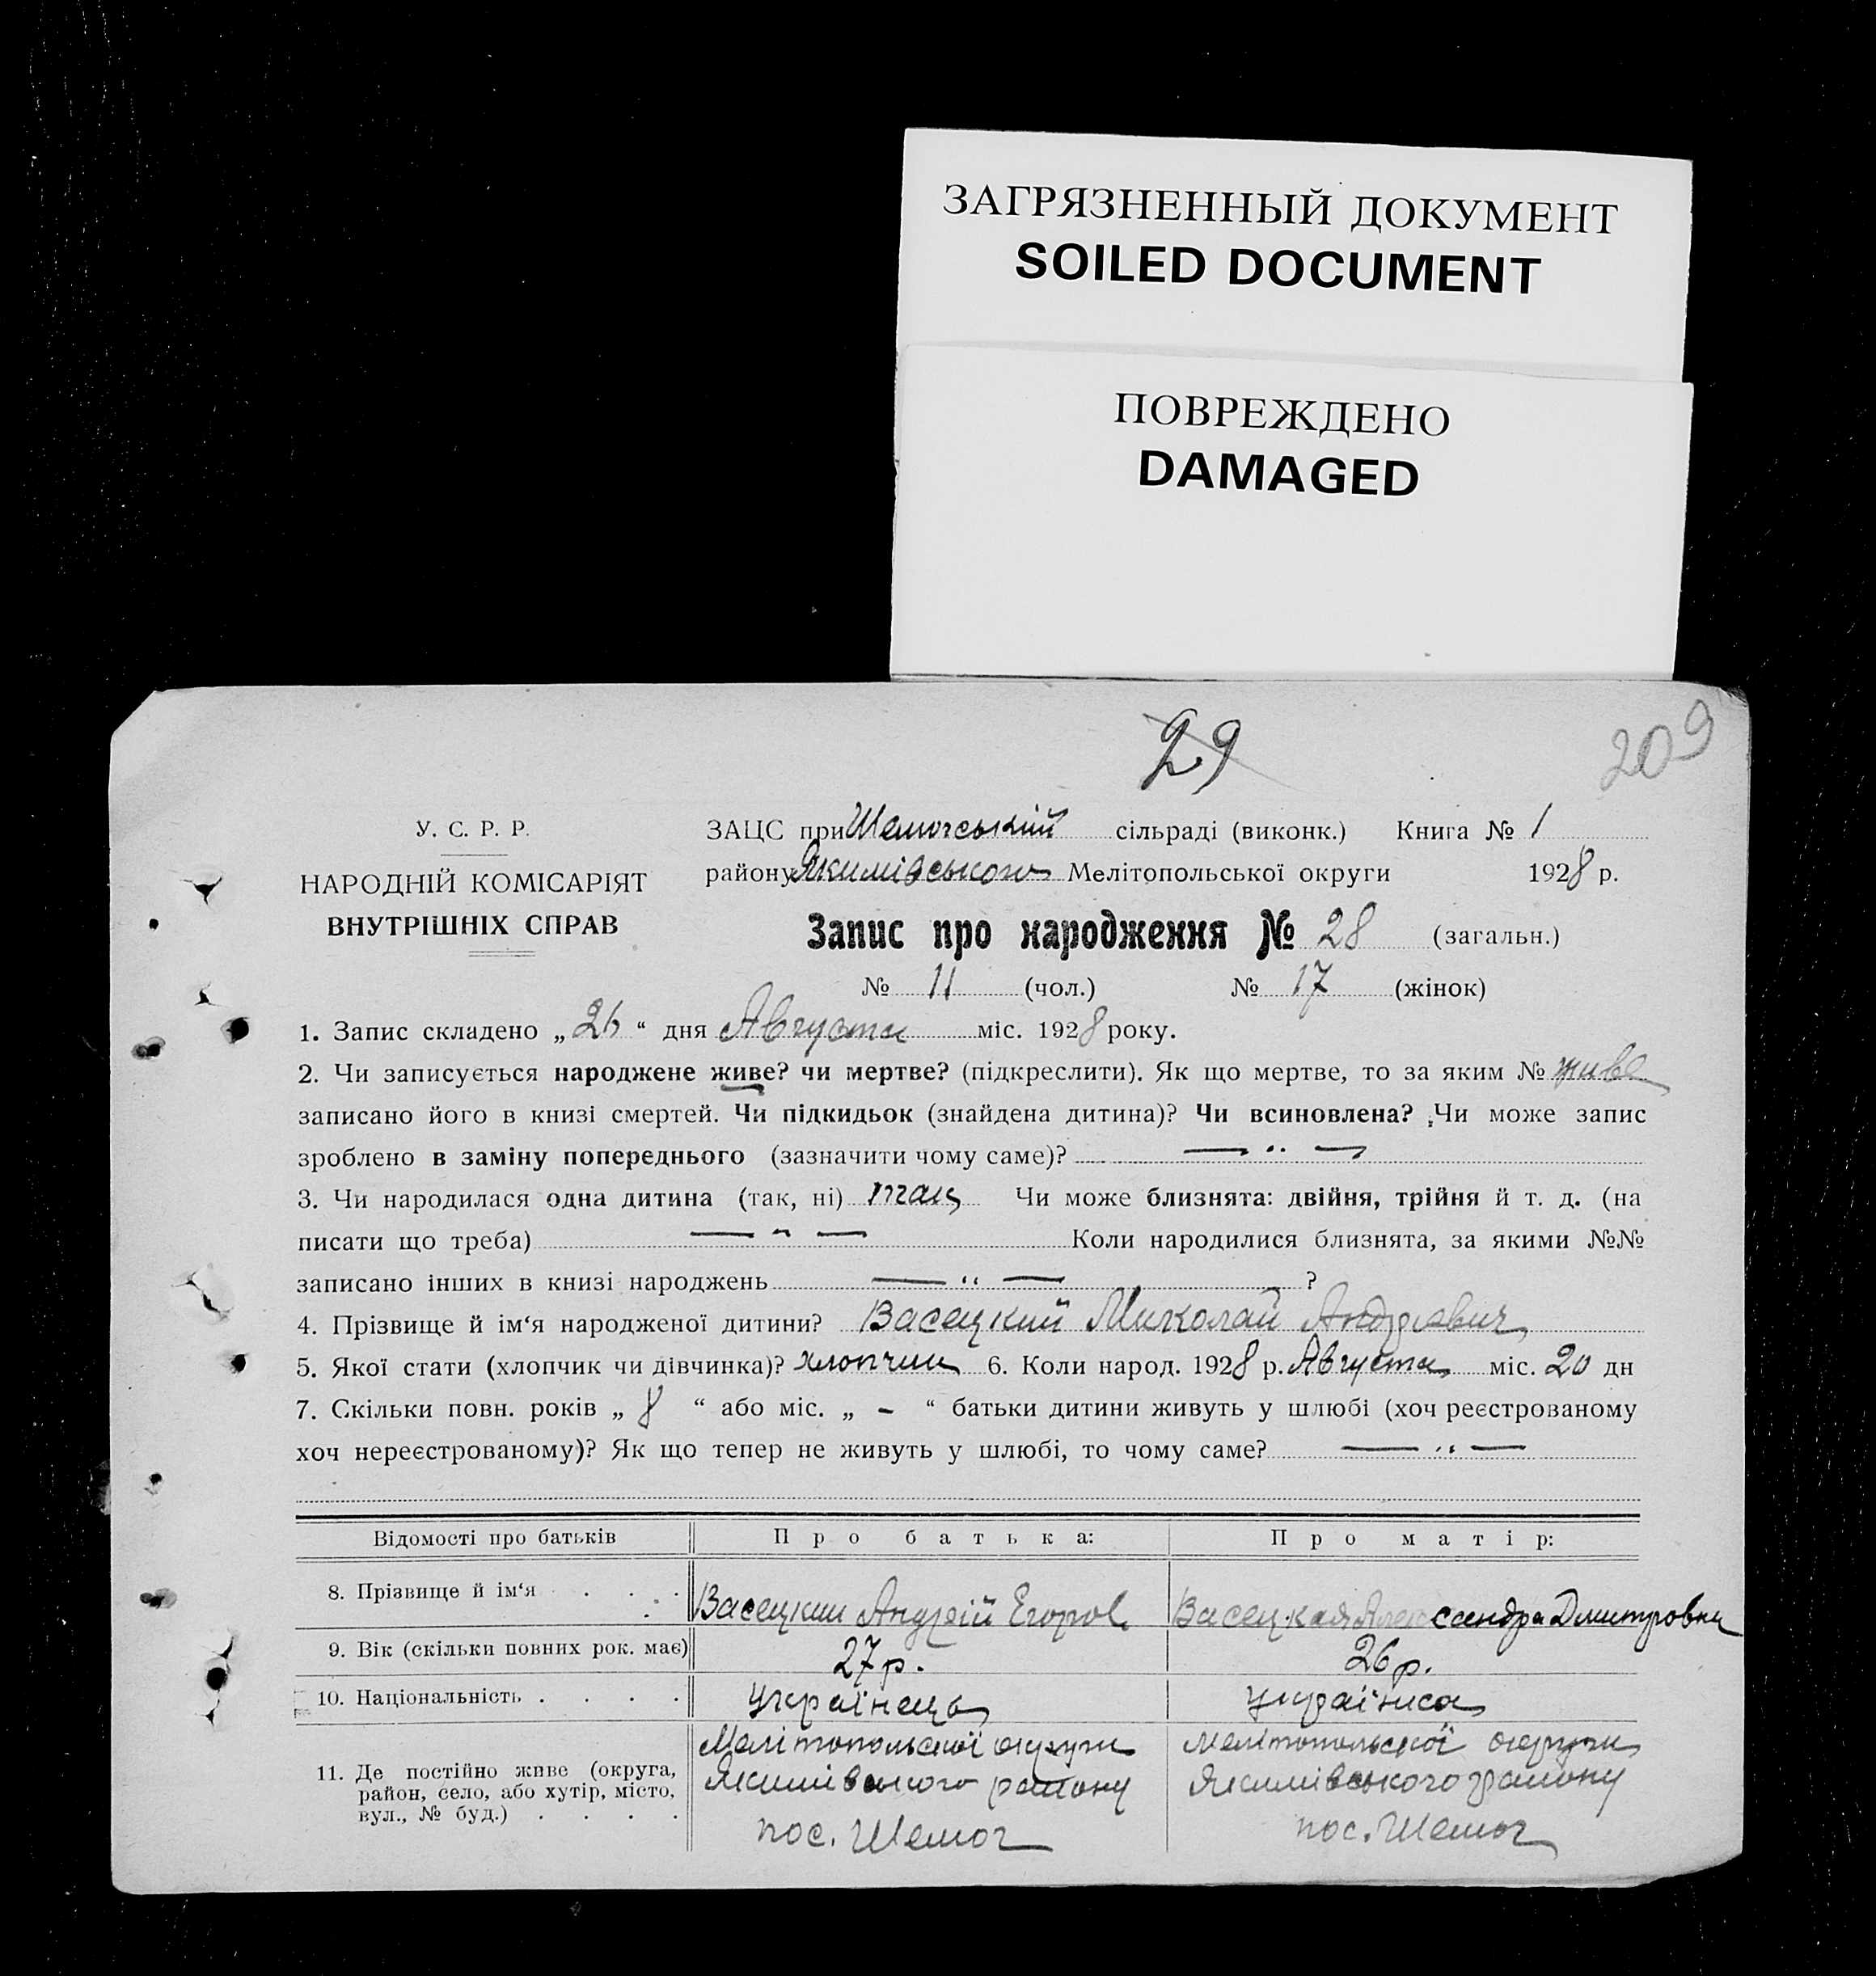 ЗАГРЯЗНЕННЫЙ ДОКУМЕНТ
SOILED DOCUMENT
ПОВРЕЖДЕНО
DAMAGED
29
209
У. С. Р. Р.
НАРОДНІЙ КОМІСАРІЯТ
ВНУТРІШНІХ СПРАВ
ЗАЦС при сільраді (виконк.) Книга № 1
району Якимівського Мелітопольської округи 1928 р.
Запис про народження № 28 (загальн.)
№ 11 (чол.) № 17 (жінок)
1. Запис складено „ 26 “ дня Августа міс. 1928 року.
2. Чи записується народжене живе? чи мертве? (підкреслити). Як що мертве, то за яким № живе
записано його в книзі смертей. Чи підкидьок (знайдена дитина)? Чи всиновлена? Чи може запис
зроблено в заміну попереднього (зазначити чому саме)? — „ —
3. Чи народилася одна дитина (так, ні) так Чи може близнята: двійня, трійня й т. д. (на
писати що треба) — „ — Коли народилися близнята, за якими №№
записано інших в книзі народжень — „ — ?
4. Прізвище й ім‘я народженої дитини? Васецкий Миколай Андреевич
5. Якої стати (хлопчик чи дівчинка)? хлопчик 6. Коли народ. 1928 р. Августа міс. 20 дн
7. Скільки повн. років „ 8 “ або міс. „ - “ батьки дитини живуть у шлюбі (хоч реєстрованому
хоч нереєстрованому)? Як що тепер не живуть у шлюбі, то чому саме? — „ —
Відомості про батьків Про батька: Про матір:
8. Прізвище й ім‘я . . . Васецкий Андрій Егоров. Васецкая Александра Дмитровна
9. Вік (скільки повних рок. має) 27 р. 26 р.
10. Національність . . . . українець українка
11. Де постійно живе (округа,
район, село, або хутір, місто,
вул., № буд.) . . . .
Мелітопольскої округи
Якимівського району
пос.
Мелітопольскої округи
Якимівського району
пос.